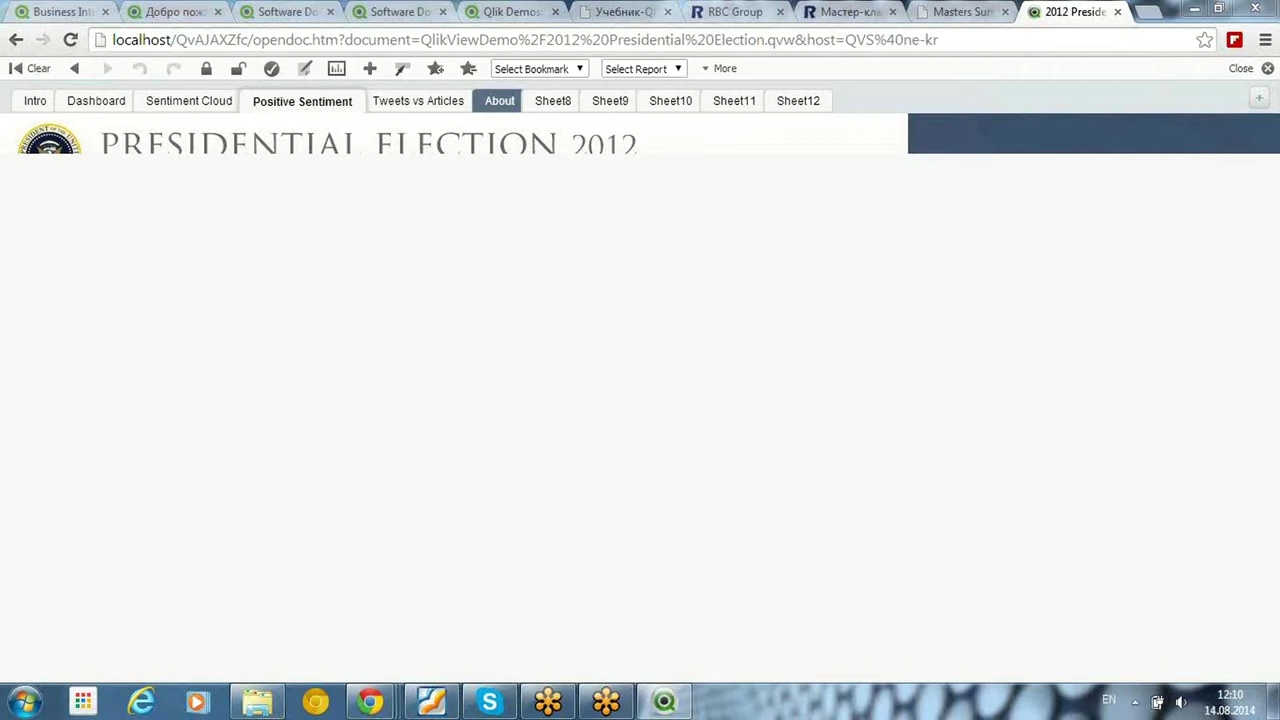 Business Int
Добро пож
Software Do
Software Do
Qlik Demos
Учебник-Q
RBC Group
Мастер-кла
Masters Sum
2012 Preside
localhost/QvAJAXZfc/opendoc.htm?document=QlikViewDemo%2F2012%20Presidential%20Election.qvw&host=QVS%40ne-kr
Clear
Select Bookmark
Select Report
More
Close
Intro
Dashboard
Sentiment Cloud
Positive Sentiment
Tweets vs Articles
About
Sheet8
Sheet9
Sheet10
Sheet11
Sheet12
PRESIDENTIAL ELECTION 2012
EN
12:10
14.08.2014